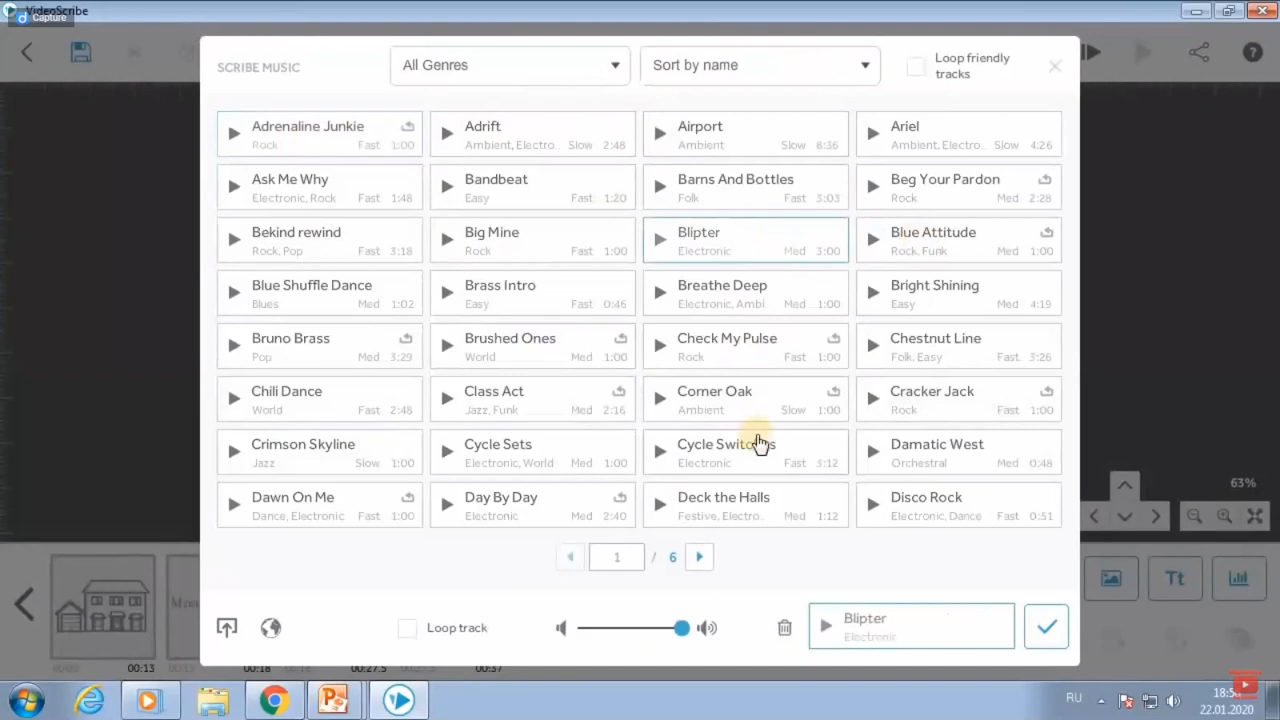 VideoScribe
Capture
SCRIBE MUSIC
All Genres
Sort by name
Loop friendly
tracks
Adrenaline Junkie
Rock Fast 1:00
Adrift
Ambient, Electro.. Slow 2:48
Airport
Ambient Slow 8:36
Ariel
Ambient, Electro.. Slow 4:26
Ask Me Why
Electronic, Rock Fast 1:48
Bandbeat
Easy Fast 1:20
Barns And Bottles
Folk Fast 3:03
Beg Your Pardon
Rock Med 2:28
Bekind rewind
Rock, Pop Fast 3:18
Big Mine
Rock Fast 1:00
Blipter
Electronic Med 3:00
Blue Attitude
Rock, Funk Med 1:00
Blue Shuffle Dance
Blues Med 1:02
Brass Intro
Easy Fast 0:46
Breathe Deep
Electronic, Ambi. Med 1:00
Bright Shining
Easy Med 4:19
Bruno Brass
Pop Med 3:29
Brushed Ones
World Med 1:00
Check My Pulse
Rock Fast 1:00
Chestnut Line
Folk, Easy Fast 3:26
Chili Dance
World Fast 2:48
Class Act
Jazz, Funk Med 2:16
Corner Oak
Ambient Slow 1:00
Cracker Jack
Rock Fast 1:00
Crimson Skyline
Jazz Slow 1:00
Cycle Sets
Electronic, World Med 1:00
Cycle
Electronic Fast 3:12
Damatic West
Orchestral Med 0:48
Dawn On Me
Dance, Electronic Fast 1:00
Day By Day
Electronic Med 2:40
Deck the Halls
Festive, Electro.. Med 1:12
Disco Rock
Electronic, Dance Fast 0:51
63%
1 / 6
Tt
Loop track
Blipter
Electronic
00:13 00:18 00:27.5 00:37
RU
22.01.2020